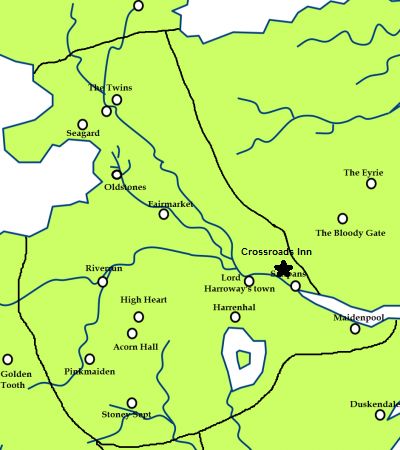 The Twins
Seagard
The Eyrie
Oldstones
Fairmarket
The Bloody Gate
Crossroads Inn
Riverrun
Lord
Harroway's town
High Heart
Harrenhal
Maidenpool
Acorn Hall
Golden
Tooth
Pinkmaiden
Stoney Sept
Duskendale